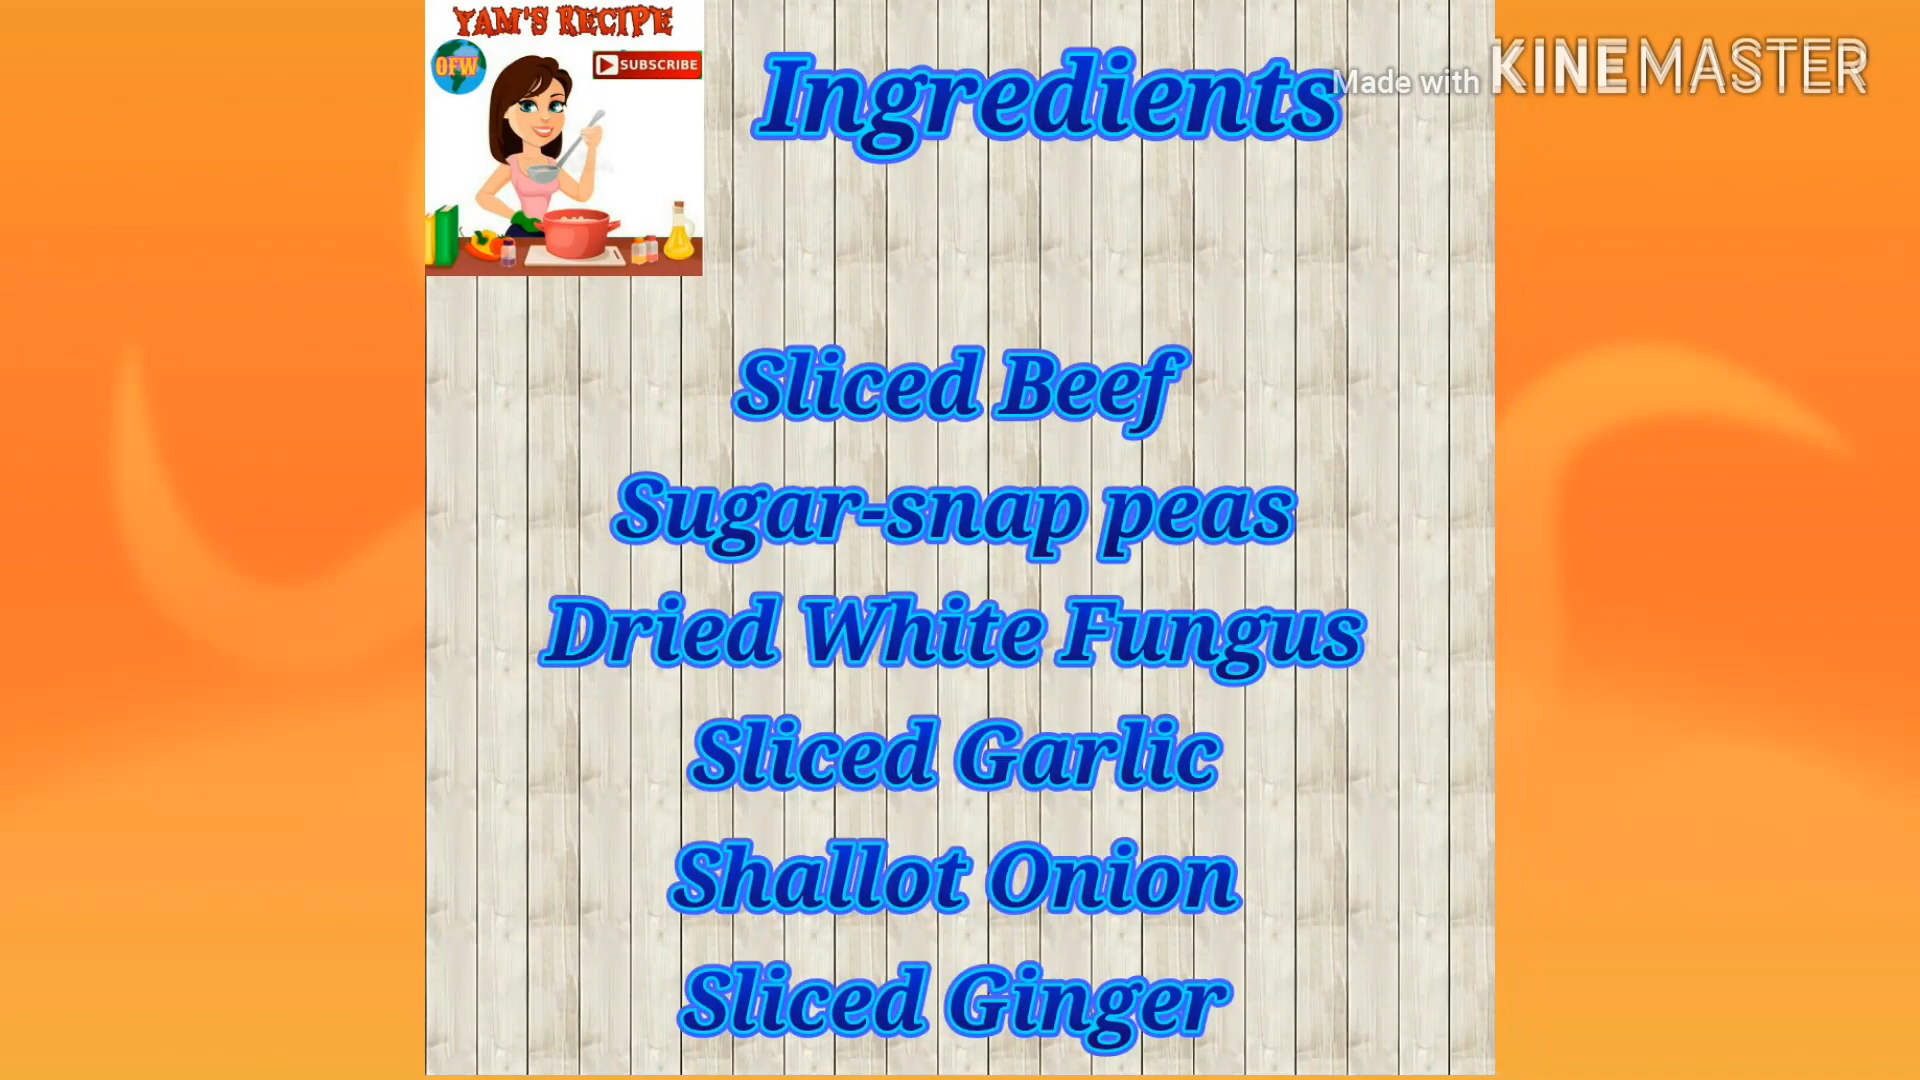 YAM'S RECIPE
OFW
SUBSCRIBE
Ingredients
Made with KINEMASTER
Sliced Beef
Sugar-snap peas
Dried White Fungus
Sliced Garlic
Shallot Onion
Sliced Ginger